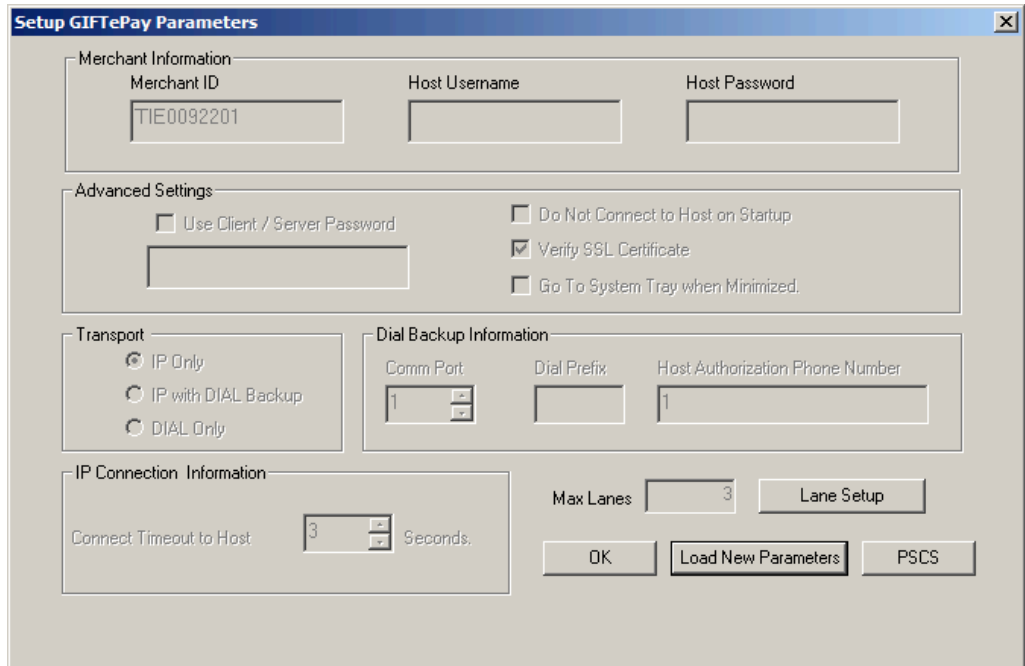 Setup GIFTePay Parameters
Merchant Information
Merchant ID Host Username Host Password
TIE0092201
Advanced Settings
Use Client / Server Password
Do Not Connect to Host on Startup
Verify SSL Certificate
Go To System Tray when Minimized.
Transport
IP Only
IP with DIAL Backup
DIAL Only
Dial Backup Information
Comm Port Dial Prefix Host Authorization Phone Number
1 1
IP Connection Information
Connect Timeout to Host 3 Seconds.
Max Lanes 3 Lane Setup
OK Load New Parameters PSCS